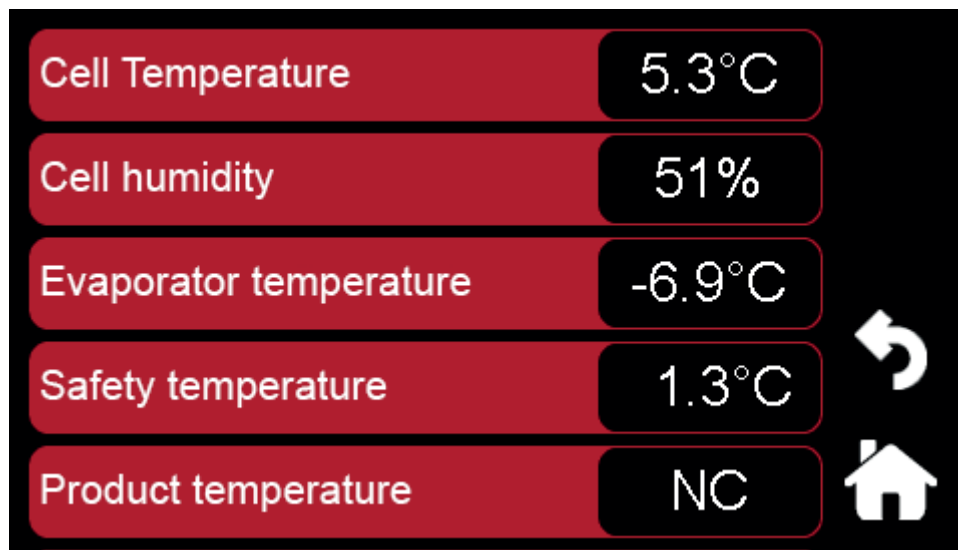 Cell Temperature 5.3°C
Cell humidity 51%
Evaporator temperature -6.9°C
Safety temperature 1.3°C
Product temperature NC